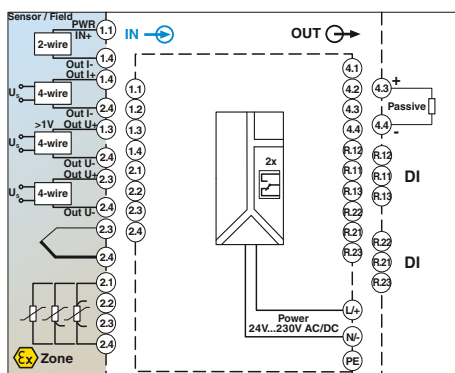 Sensor / Field
PWR
IN+
2-wire
1.1
Out I-
1.4
Out I+
1.4
Us
4-wire
Out I-
2.4
>1V
Out U+
1.3
Us
4-wire
Out U-
2.4
Out U+
2.3
Us
4-wire
Out U-
2.4
2.3
2.4
2.1
2.2
2.3
2.4
Ex Zone
IN
OUT
1.1
1.2
1.3
1.4
2.1
2.2
2.3
2.4
2x
Power
24V...230V AC/DC
4.1
4.2
4.3
4.4
R.12
R.11
R.13
R.22
R.21
R.23
L/+
N/-
PE
4.3
+
Passive
4.4
-
R.12
R.11
DI
R.13
R.22
R.21
DI
R.23